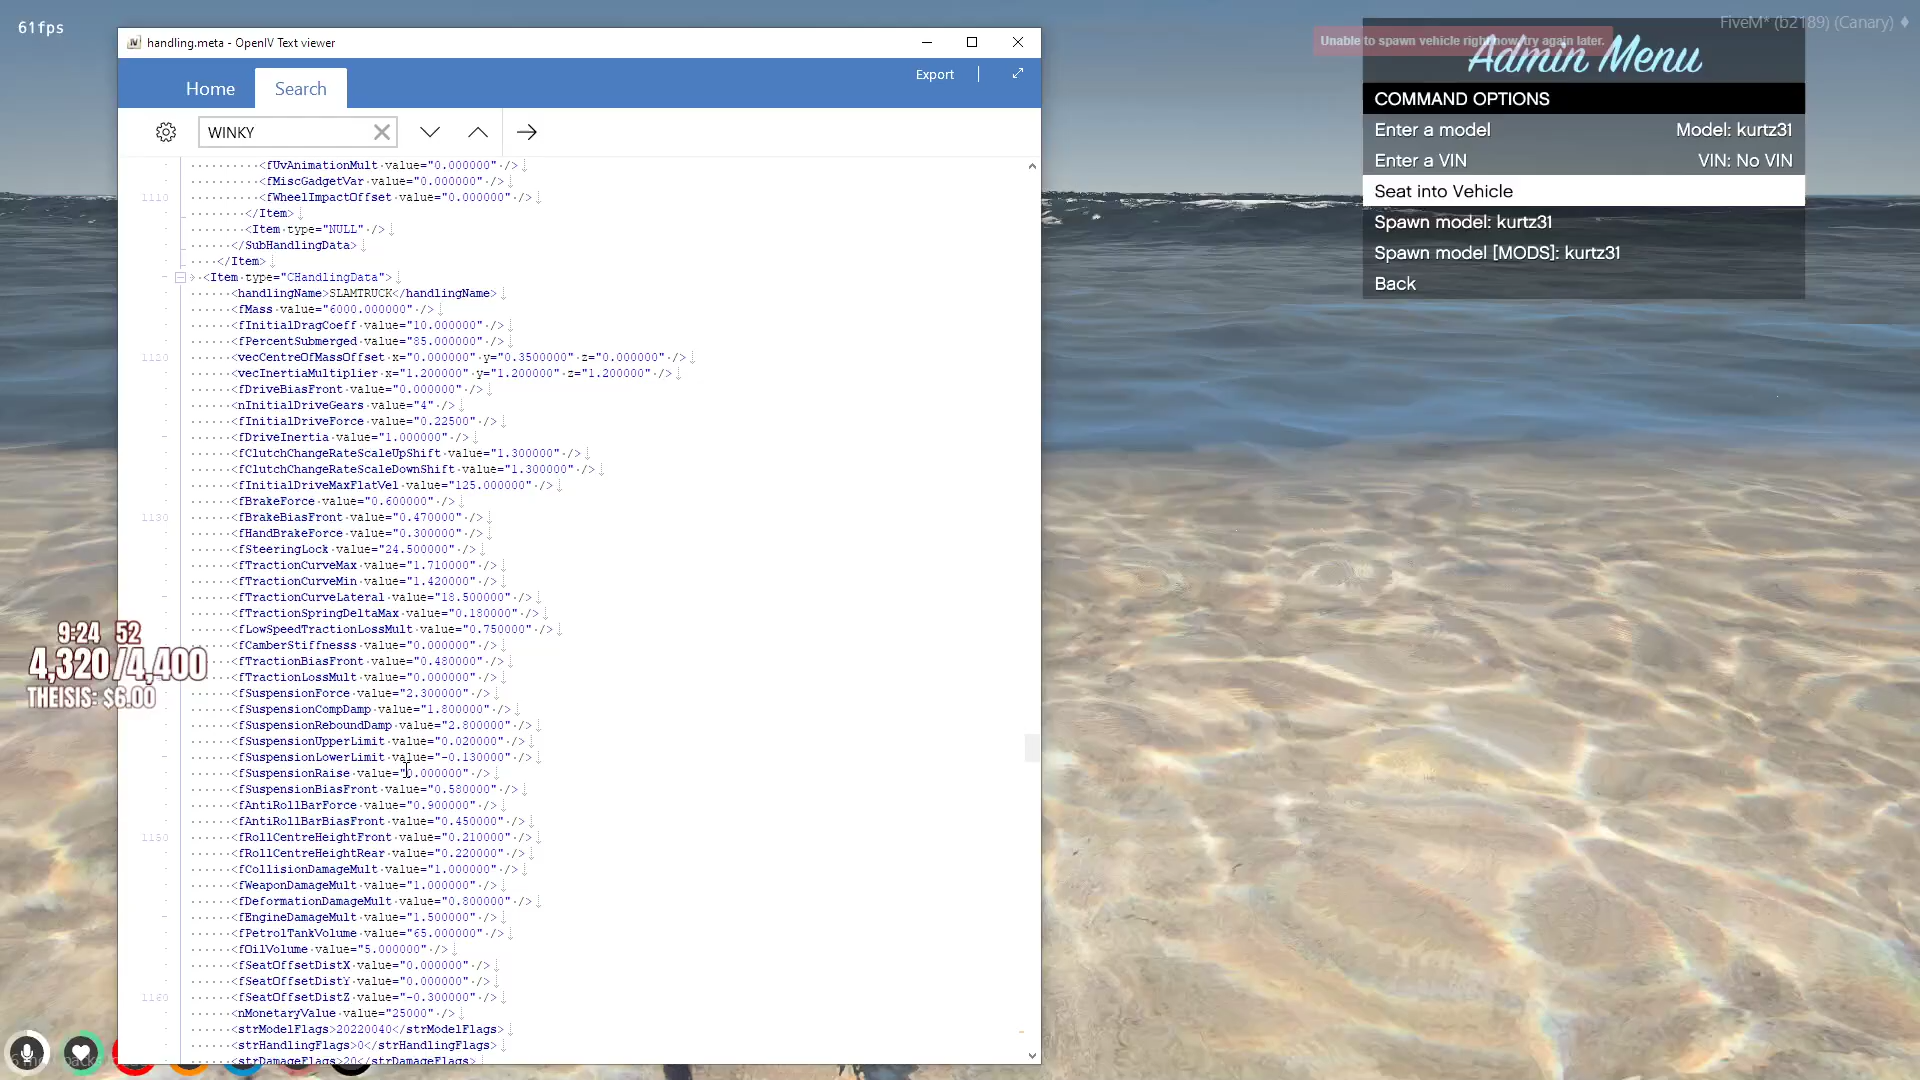 61fps
handling.meta - OpenIV Text viewer
Home
Search
Export
WINKY
<fUvAnimationMult value="0.000000" />
<fMiscGadgetVar value="0.000000" />
1110 <fWheelImpactOffset value="0.000000" />
</Item>
<Item type="NULL" />
</SubHandlingData>
</Item>
<Item type="CHandlingData">
<handlingName>SLAMTRUCK</handlingName>
<fMass value="6000.000000" />
<fInitialDragCoeff value="10.000000" />
<fPercentSubmerged value="85.000000" />
1120 <vecCentreOfMassOffset x="0.000000" y="0.3500000" z="0.000000" />
<vecInertiaMultiplier x="1.200000" y="1.200000" z="1.200000" />
<fDriveBiasFront value="0.000000" />
<nInitialDriveGears value="4" />
<fInitialDriveForce value="0.22500" />
<fDriveInertia value="1.000000" />
<fClutchChangeRateScaleUpShift value="1.300000" />
<fClutchChangeRateScaleDownShift value="1.300000" />
<fInitialDriveMaxFlatVel value="125.000000" />
<fBrakeForce value="0.600000" />
1130 <fBrakeBiasFront value="0.470000" />
<fHandBrakeForce value="0.300000" />
<fSteeringLock value="24.500000" />
<fTractionCurveMax value="1.710000" />
<fTractionCurveMin value="1.420000" />
<fTractionCurveLateral value="18.500000" />
<fTractionSpringDeltaMax value="0.180000" />
<fLowSpeedTractionLossMult value="0.750000" />
<fCamberStiffnesss value="0.000000" />
<fTractionBiasFront value="0.480000" />
<fTractionLossMult value="0.000000" />
<fSuspensionForce value="2.300000" />
<fSuspensionCompDamp value="1.800000" />
<fSuspensionReboundDamp value="2.800000" />
<fSuspensionUpperLimit value="0.020000" />
<fSuspensionLowerLimit value="-0.130000" />
<fSuspensionRaise value="0.000000" />
<fSuspensionBiasFront value="0.580000" />
<fAntiRollBarForce value="0.900000" />
<fAntiRollBarBiasFront value="0.450000" />
1150 <fRollCentreHeightFront value="0.210000" />
<fRollCentreHeightRear value="0.220000" />
<fCollisionDamageMult value="1.000000" />
<fWeaponDamageMult value="1.000000" />
<fDeformationDamageMult value="0.800000" />
<fEngineDamageMult value="1.500000" />
<fPetrolTankVolume value="65.000000" />
<fOilVolume value="5.000000" />
<fSeatOffsetDistX value="0.000000" />
<fSeatOffsetDistY value="0.000000" />
1160 <fSeatOffsetDistZ value="-0.300000" />
<nMonetaryValue value="25000" />
<strModelFlags>20220040</strModelFlags>
<strHandlingFlags>0</strHandlingFlags>
<strDamageFlags>20</strDamageFlags>
9:24 52
4,320/4,400
THEISIS: $6.00
FiveM* (b2189) (Canary)
Unable to spawn vehicle right now, try again later.
Admin Menu
COMMAND OPTIONS
Enter a model Model: kurtz31
Enter a VIN VIN: No VIN
Seat into Vehicle
Spawn model: kurtz31
Spawn model [MODS]: kurtz31
Back